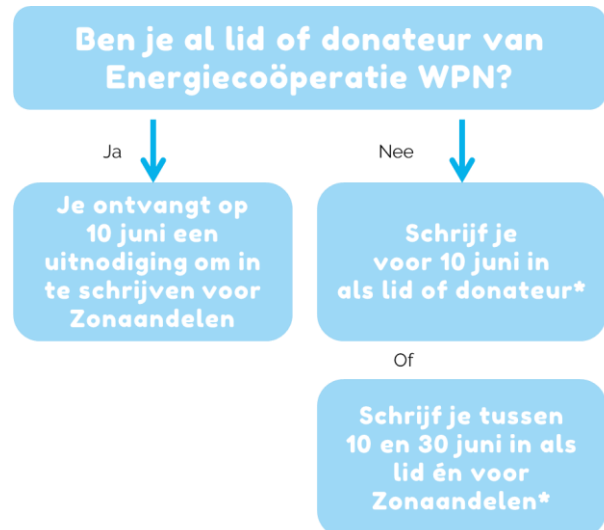 Ben je al lid of donateur van
Energiecoöperatie WPN?
Ja
Nee
Je ontvangt op
10 juni een
uitnodiging om in
te schrijven voor
Zonaandelen
Schrijf je
voor 10 juni in
als lid of donateur*
Of
Schrijf je tussen
10 en 30 juni in als
lid én voor
Zonaandelen*